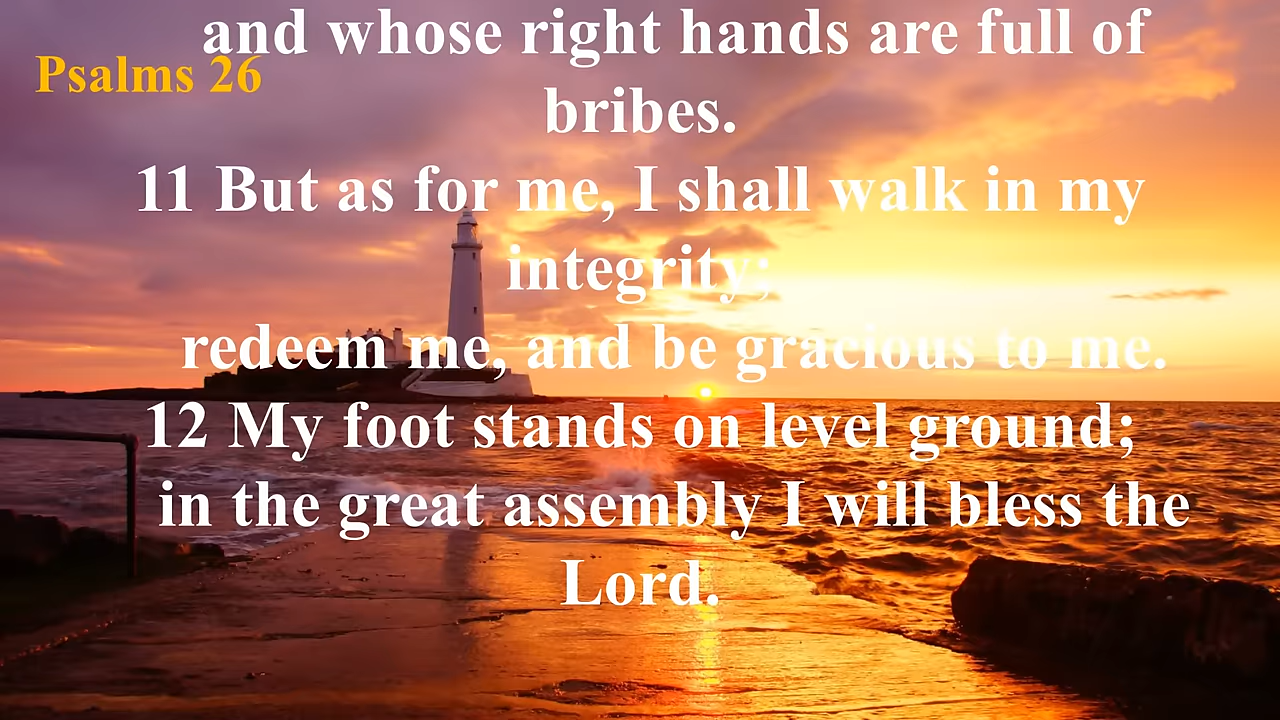 and whose right hands are full of
Psalms 26
bribes.
11 But as for me, I shall walk in my
integrity;
redeem me, and be gracious to me.
12 My foot stands on level ground;
in the great assembly I will bless the
Lord.